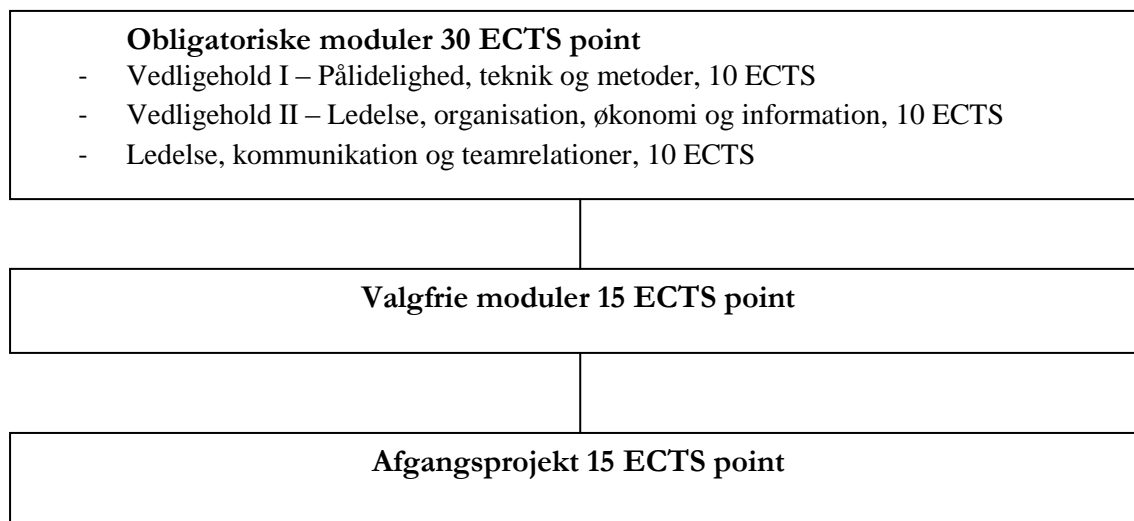 Obligatoriske moduler 30 ECTS point
- Vedligehold I – Pålidelighed, teknik og metoder, 10 ECTS
- Vedligehold II – Ledelse, organisation, økonomi og information, 10 ECTS
- Ledelse, kommunikation og teamrelationer, 10 ECTS
Valgfrie moduler 15 ECTS point
Afgangsprojekt 15 ECTS point